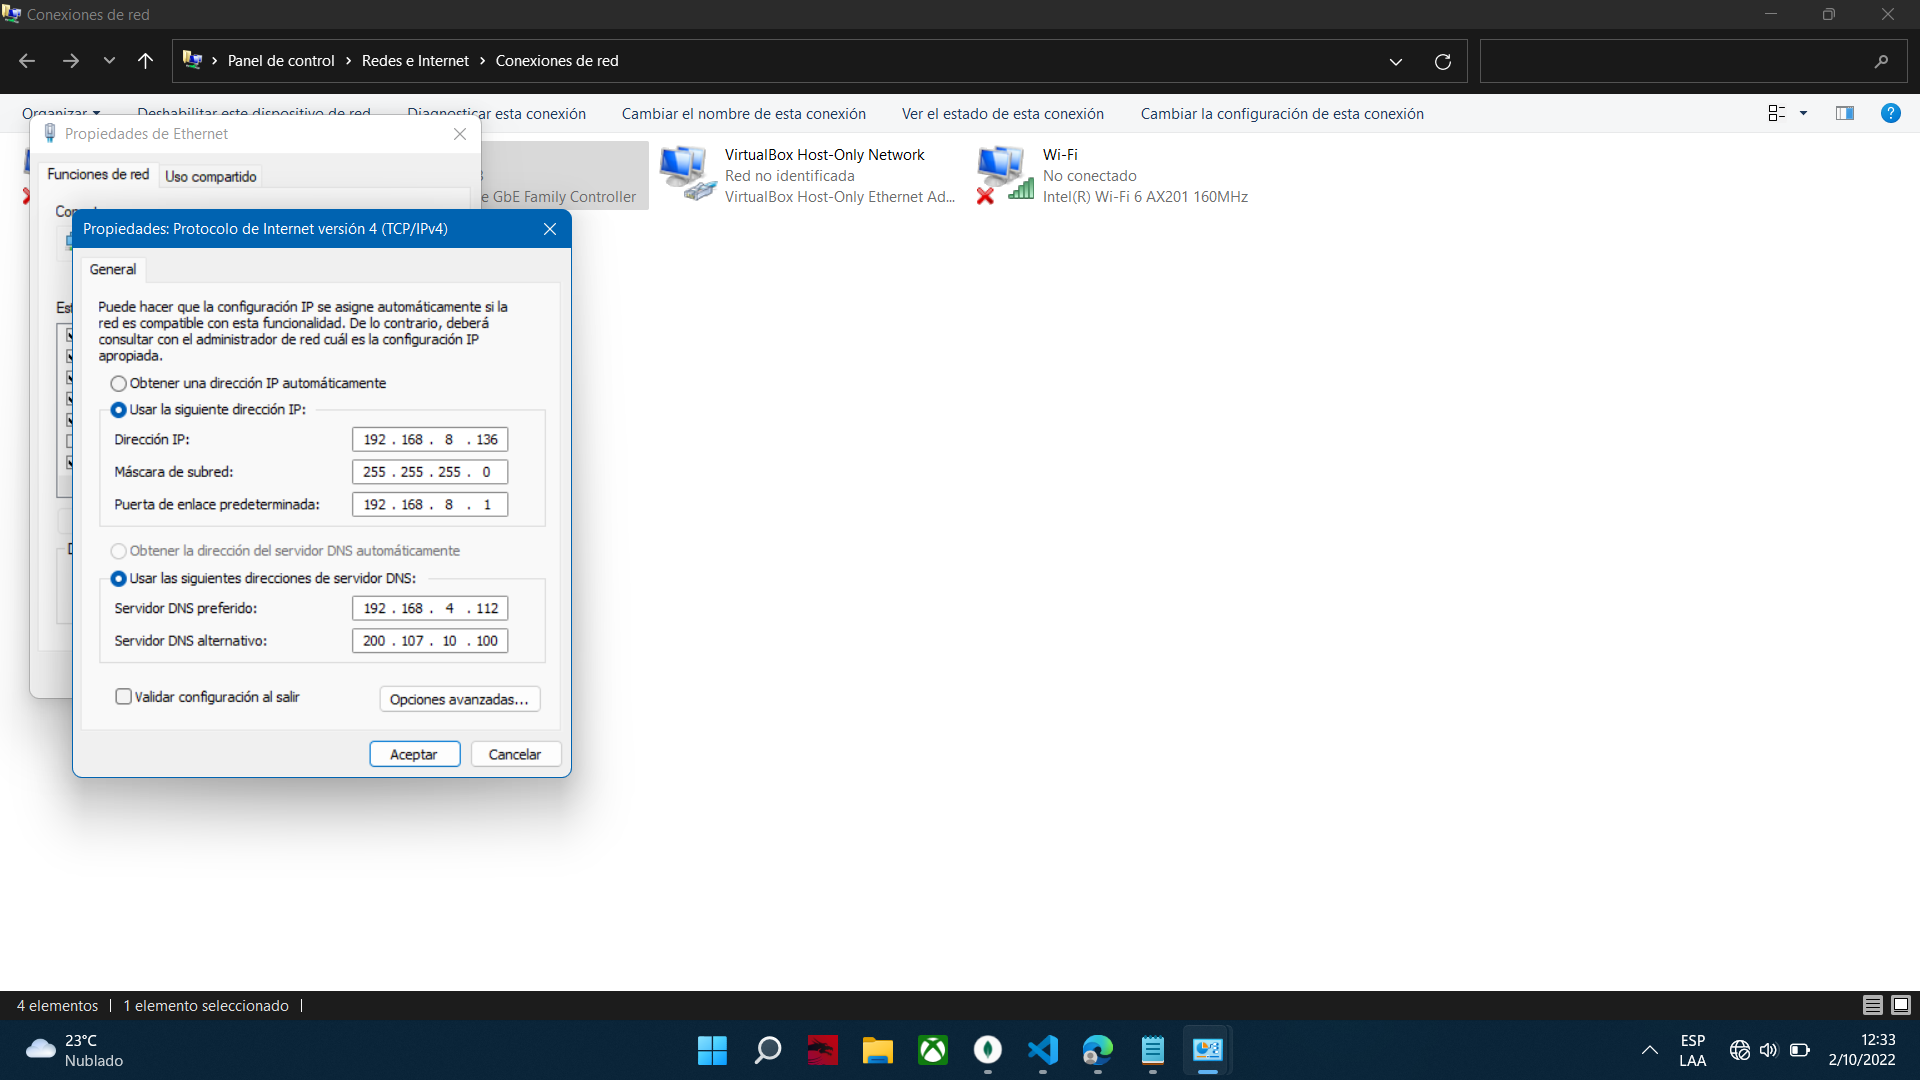 Conexiones de red
Panel de control
Redes e Internet
Conexiones de red
Organizar
Deshabilitar este dispositivo de red
Diagnosticar esta conexión
Cambiar el nombre de esta conexión
Ver el estado de esta conexión
Cambiar la configuración de esta conexión
Propiedades de Ethernet
Funciones de red
Uso compartido
e GbE Family Controller
VirtualBox Host-Only Network
Red no identificada
VirtualBox Host-Only Ethernet Ad...
Wi-Fi
No conectado
Intel(R) Wi-Fi 6 AX201 160MHz
Propiedades: Protocolo de Internet versión 4 (TCP/IPv4)
General
Puede hacer que la configuración IP se asigne automáticamente si la
red es compatible con esta funcionalidad. De lo contrario, deberá
consultar con el administrador de red cuál es la configuración IP
apropiada.
Obtener una dirección IP automáticamente
Usar la siguiente dirección IP:
Dirección IP: 192 . 168 . 8 . 136
Máscara de subred: 255 . 255 . 255 . 0
Puerta de enlace predeterminada: 192 . 168 . 8 . 1
Obtener la dirección del servidor DNS automáticamente
Usar las siguientes direcciones de servidor DNS:
Servidor DNS preferido: 192 . 168 . 4 . 112
Servidor DNS alternativo: 200 . 107 . 10 . 100
Validar configuración al salir
Opciones avanzadas...
Aceptar
Cancelar
4 elementos
1 elemento seleccionado
23°C
Nublado
ESP
LAA
12:33
2/10/2022